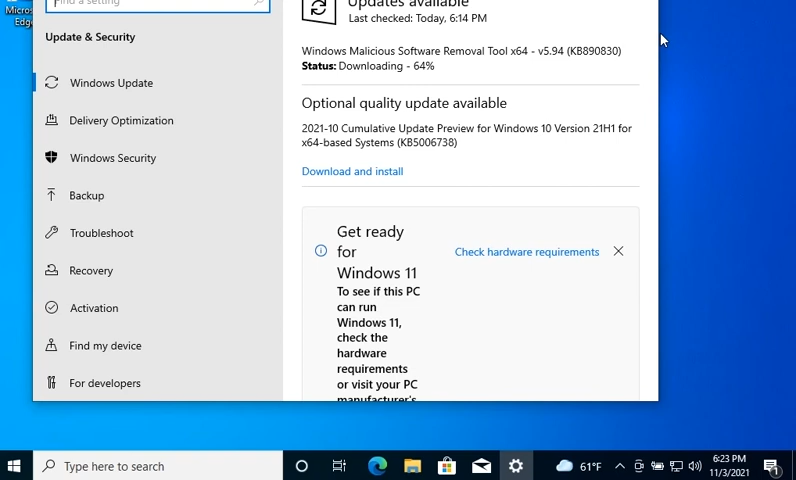 Micros
Edge
Find a setting
Update & Security
Windows Update
Delivery Optimization
Windows Security
Backup
Troubleshoot
Recovery
Activation
Find my device
For developers
Updates available
Last checked: Today, 6:14 PM
Windows Malicious Software Removal Tool x64 - v5.94 (KB890830)
Status: Downloading - 64%
Optional quality update available
2021-10 Cumulative Update Preview for Windows 10 Version 21H1 for
x64-based Systems (KB5006738)
Download and install
Get ready
for
Windows 11
Check hardware requirements
To see if this PC
can run
Windows 11,
check the
hardware
requirements
or visit your PC
manufacturer's
Type here to search
61°F
6:23 PM
11/3/2021
1